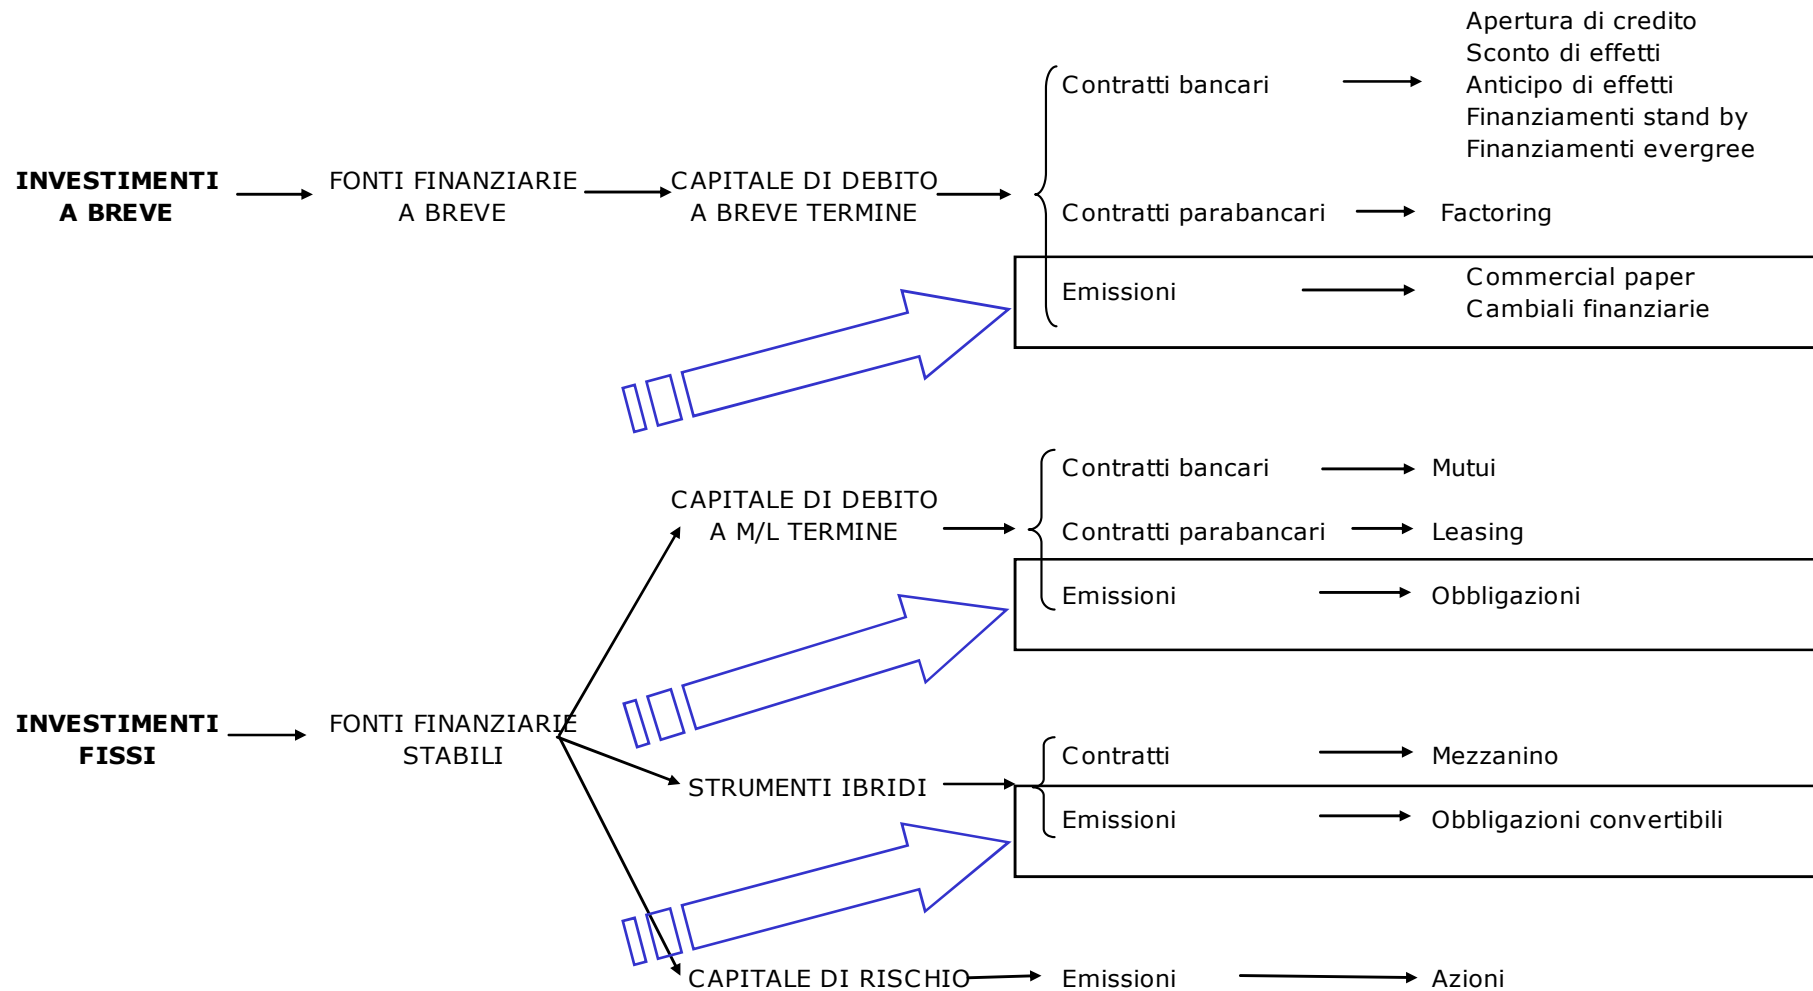 Apertura di credito
Sconto di effetti
Contratti bancari
Anticipo di effetti
Finanziamenti stand by
Finanziamenti evergree
INVESTIMENTI
A BREVE
FONTI FINANZIARIE
A BREVE
CAPITALE DI DEBITO
A BREVE TERMINE
Contratti parabancari
Factoring
Emissioni
Commercial paper
Cambiali finanziarie
Contratti bancari
Mutui
CAPITALE DI DEBITO
A M/L TERMINE
Contratti parabancari
Leasing
Emissioni
Obbligazioni
INVESTIMENTI
FISSI
FONTI FINANZIARIE
STABILI
Contratti
Mezzanino
STRUMENTI IBRIDI
Emissioni
Obbligazioni convertibili
CAPITALE DI RISCHIO
Emissioni
Azioni